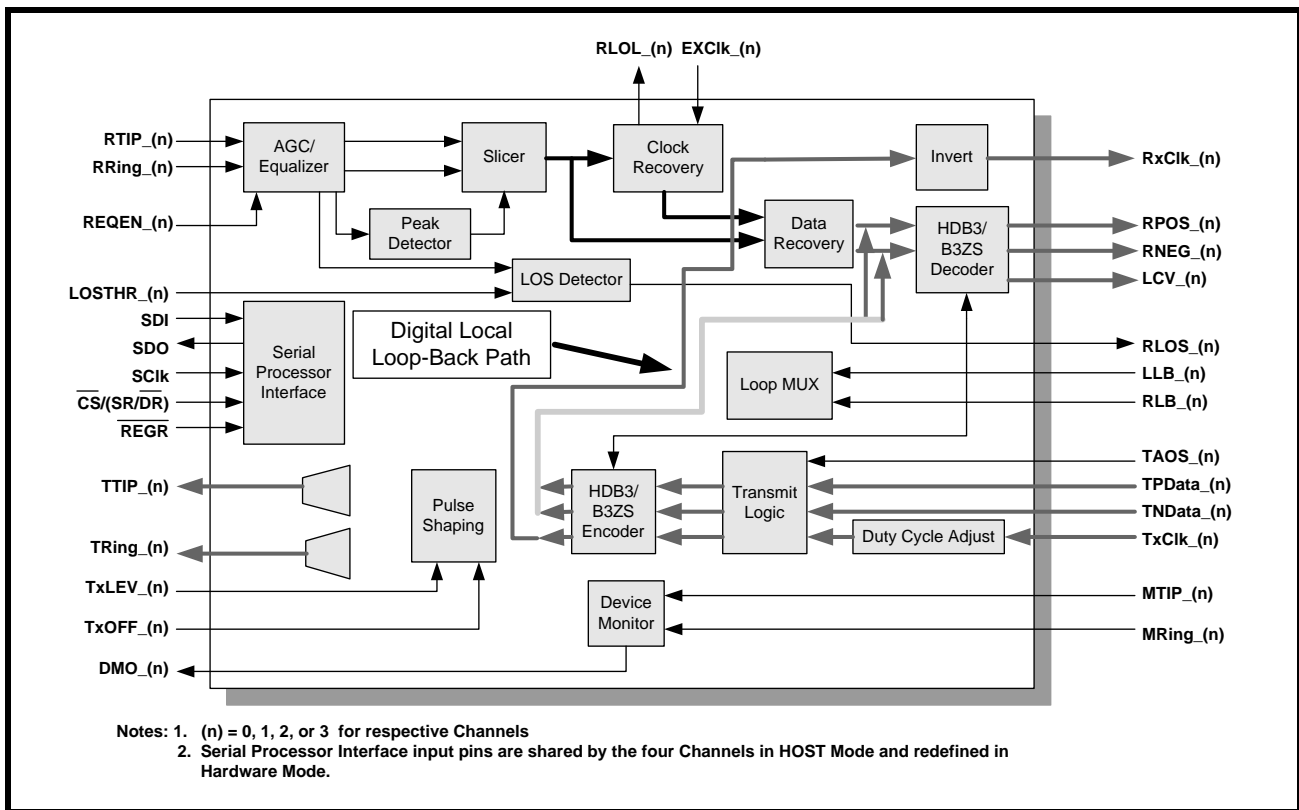 RLOL_(n) EXClk_(n)
RTIP_(n)
RRing_(n)
REQEN_(n)
LOSTHR_(n)
SDI
SDO
SClk
CS/(SR/DR)
REGR
TTIP_(n)
TRing_(n)
TxLEV_(n)
TxOFF_(n)
DMO_(n)
AGC/
Equalizer
Slicer
Clock
Recovery
Invert
Peak
Detector
Data
Recovery
HDB3/
B3ZS
Decoder
LOS Detector
Serial
Processor
Interface
Digital Local
Loop-Back Path
Loop MUX
Pulse
Shaping
HDB3/
B3ZS
Encoder
Transmit
Logic
Duty Cycle Adjust
Device
Monitor
RxClk_(n)
RPOS_(n)
RNEG_(n)
LCV_(n)
RLOS_(n)
LLB_(n)
RLB_(n)
TAOS_(n)
TPData_(n)
TNData_(n)
TxClk_(n)
MTIP_(n)
MRing_(n)
Notes: 1. (n) = 0, 1, 2, or 3 for respective Channels
2. Serial Processor Interface input pins are shared by the four Channels in HOST Mode and redefined in
Hardware Mode.